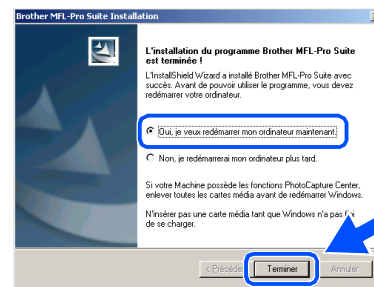 Brother MFL-Pro Suite Installation
L'installation du programme Brother MFL-Pro Suite
est terminée !
L'InstallShield Wizard a installé Brother MFL-Pro Suite avec
succès. Avant de pouvoir utiliser le programme, vous devez
redémarrer votre ordinateur.
Oui, je veux redémarrer mon ordinateur maintenant.
Non, je redémarrerai mon ordinateur plus tard.
Si votre Machine possède les fonctions PhotoCapture Center,
enlever toutes les cartes média avant de redémarrer Windows.
N'insérer pas une carte média tant que Windows n'a pas fini
de se charger.
< Précéden Terminer Annuler